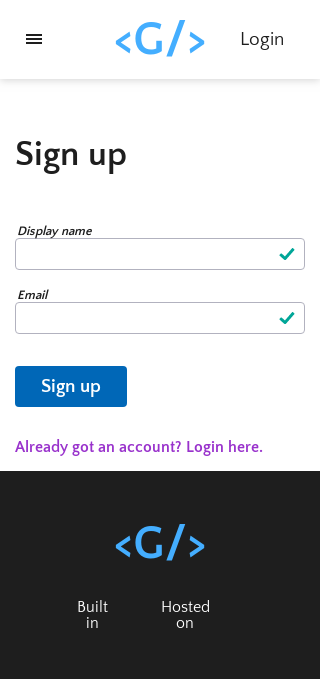 <G/>
Login
Sign up
Display name
Email
Sign up
Already got an account? Login here.
<G/>
Built in
Hosted on